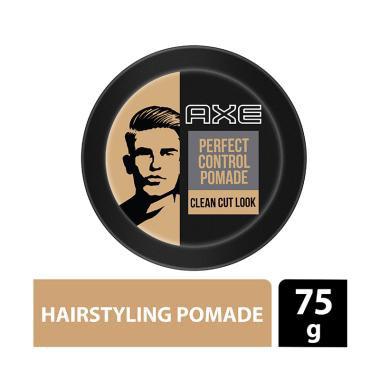 AXE
PERFECT
CONTROL
POMADE
CLEAN CUT LOOK
HAIRSTYLING POMADE
75
g